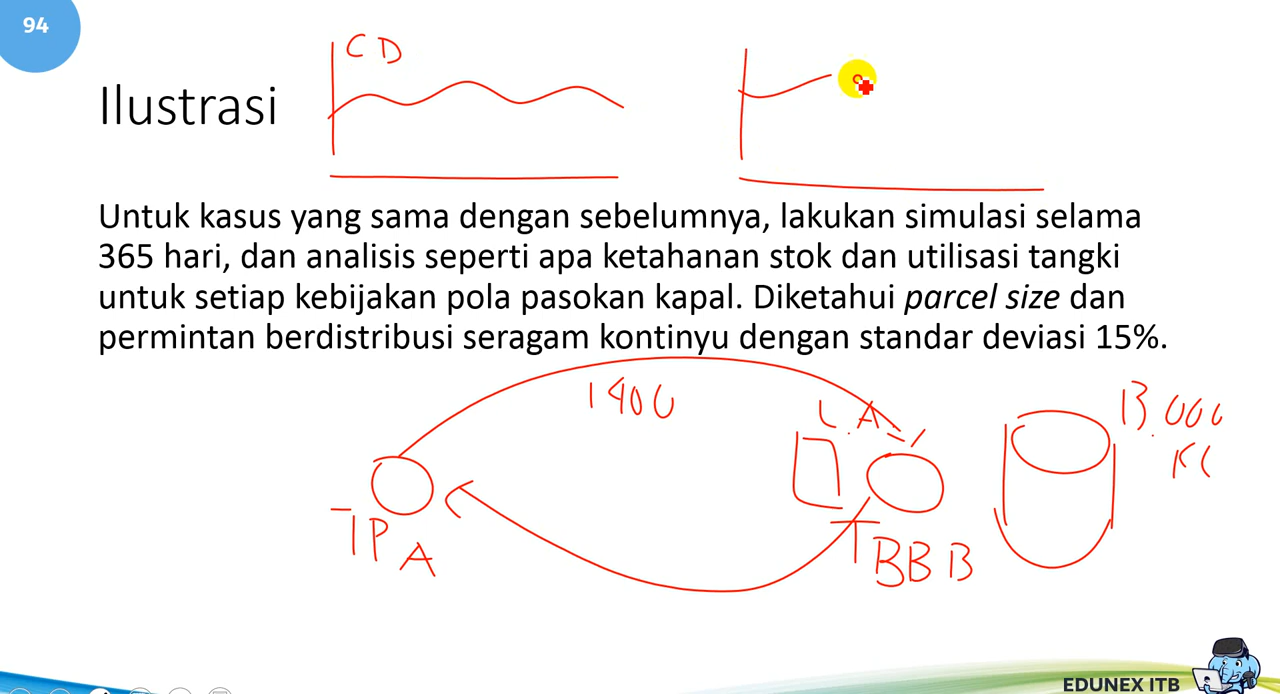 94
CD
Ilustrasi
Untuk kasus yang sama dengan sebelumnya, lakukan simulasi selama
365 hari, dan analisis seperti apa ketahanan stok dan utilisasi tangki
untuk setiap kebijakan pola pasokan kapal. Diketahui parcel size dan
permintan berdistribusi seragam kontinyu dengan standar deviasi 15%.
1400
13.000
TPA
TBBB
EDUNEX ITB